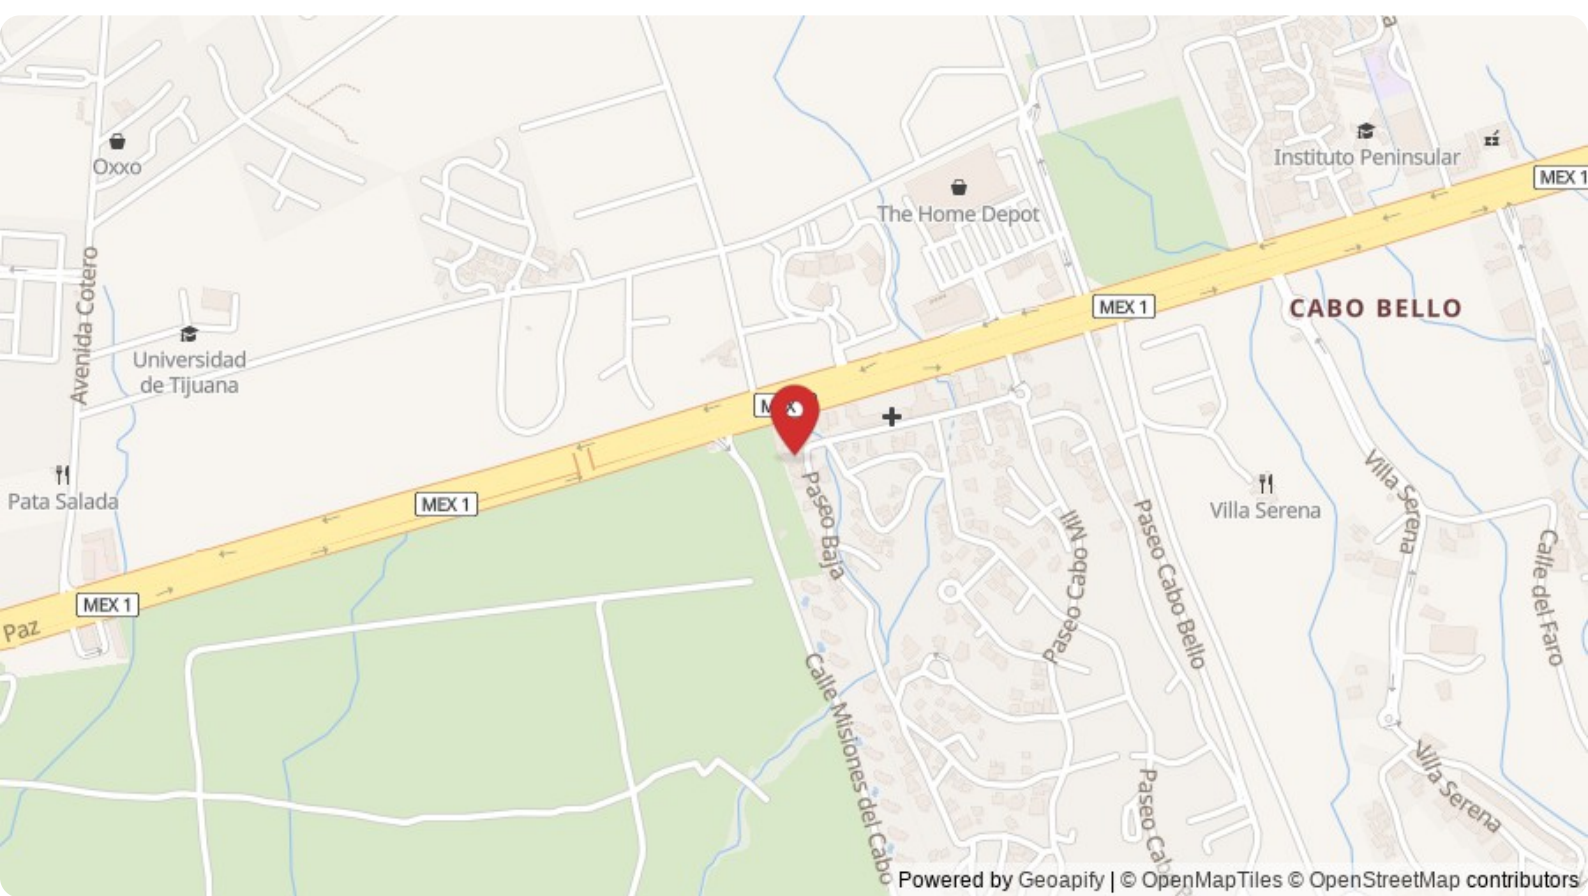 Oxxo
Instituto Peninsular
MEX 1
The Home Depot
Avenida Cotero
MEX 1
CABO BELLO
Universidad
de Tijuana
Pata Salada
MEX 1
Villa Serena
Villa Serena
Paseo Baja
Paseo Cabo Mil
Paseo Cabo Bello
Calle del Faro
MEX 1
Paz
Calle Misiones del Cabo
Villa Serena
Powered by Geoapify | © OpenMapTiles © OpenStreetMap contributors